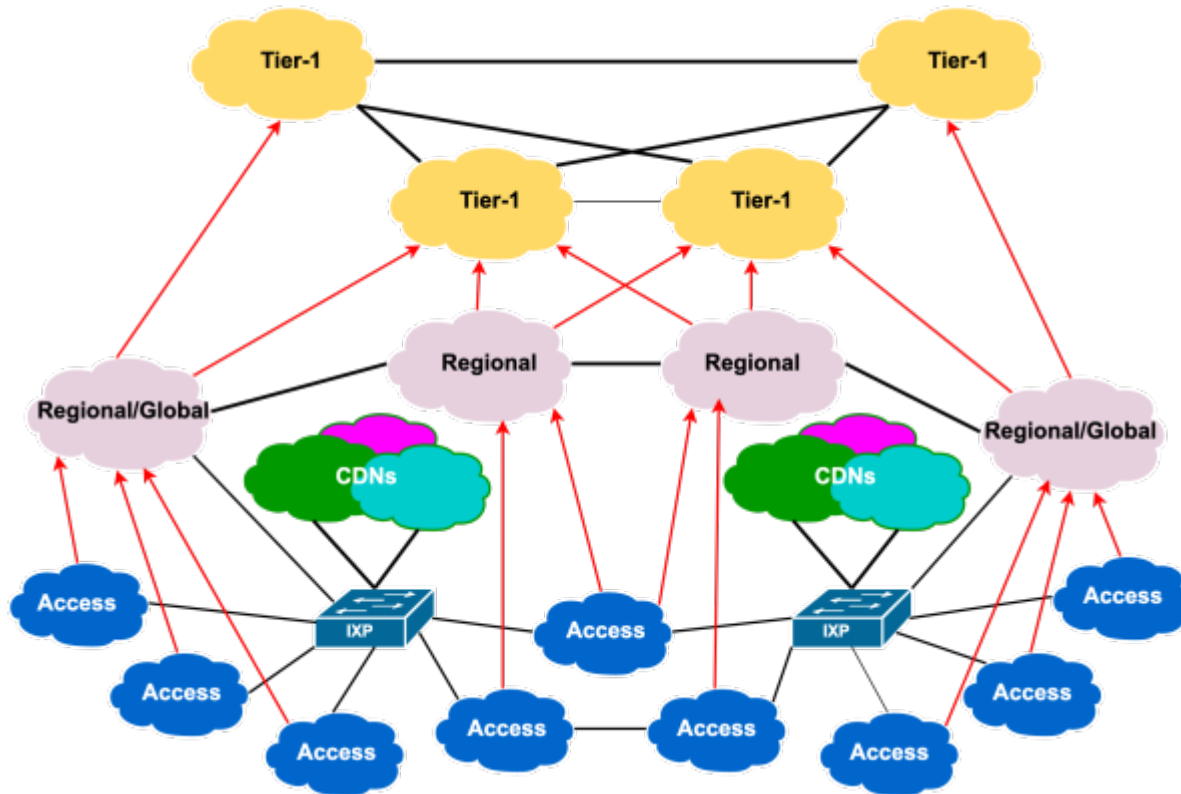 Tier-1
Tier-1
Tier-1
Tier-1
Regional
Regional
Regional/Global
Regional/Global
CDNs
CDNs
Access
Access
IXP
Access
IXP
Access
Access
Access
Access
Access
Access